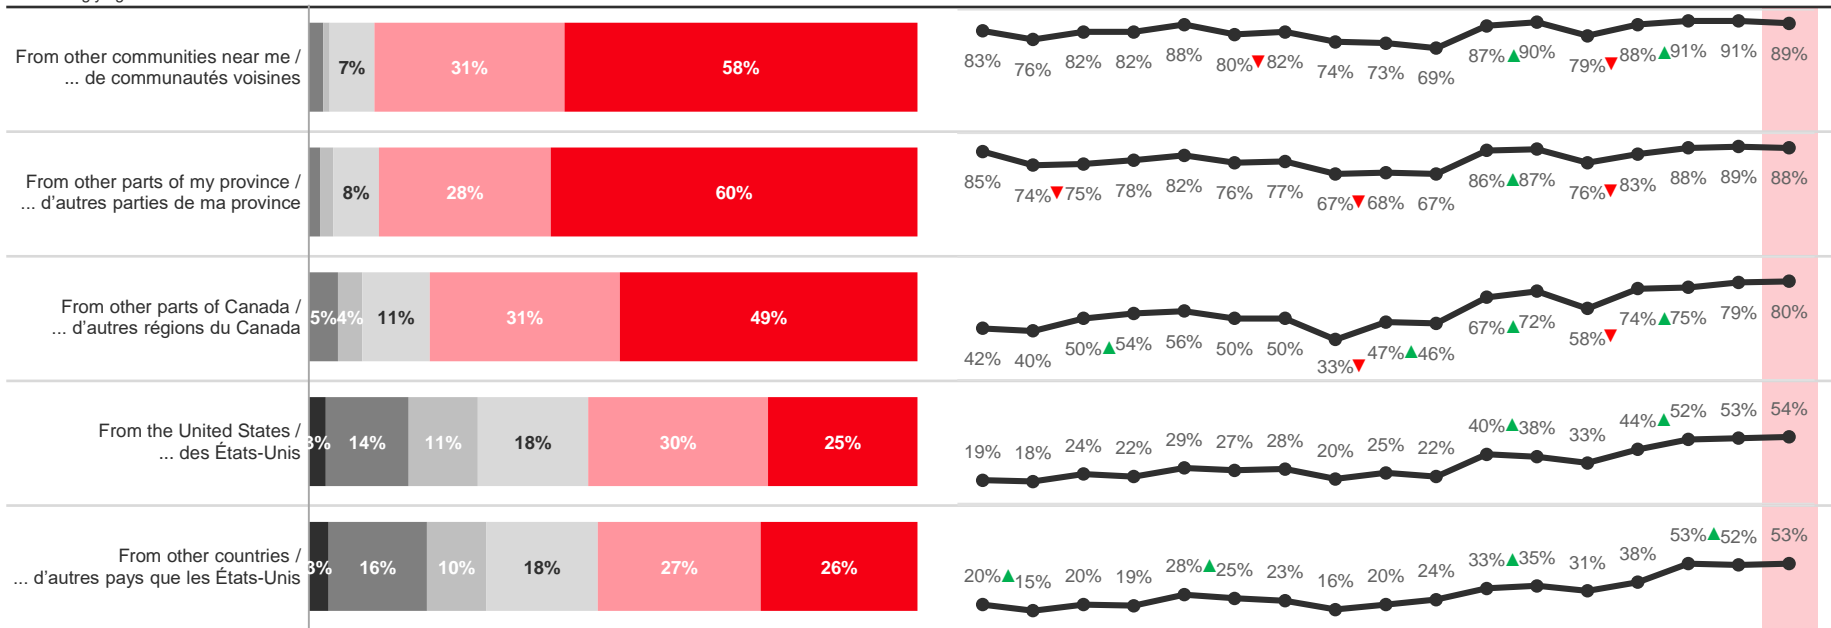 From other communities near me /
... de communautés voisines
7% 31% 58%
83% 76% 82% 82% 88% 80%▼82% 74% 73% 69% 87%▲90% 79%▼88%▲91% 91% 89%
From other parts of my province /
... d'autres parties de ma province
8% 28% 60%
85% 74%▼75% 78% 82% 76% 77% 67%▼68% 67% 86%▲87% 76%▼83% 88% 89% 88%
From other parts of Canada /
... d'autres régions du Canada
5% 4% 11% 31% 49%
42% 40% 50%▲54% 56% 50% 50% 33%▼47%▲46% 67%▲72% 58%▼74%▲75% 79% 80%
From the United States /
... des États-Unis
3% 14% 11% 18% 30% 25%
19% 18% 24% 22% 29% 27% 28% 20% 25% 22% 40%▲38% 33% 44%▲52% 53% 54%
From other countries /
... d'autres pays que les États-Unis
3% 16% 10% 18% 27% 26%
20%▲15% 20% 19% 28%▲25% 23% 16% 20% 24% 33%▲35% 31% 38% 53%▲52% 53%